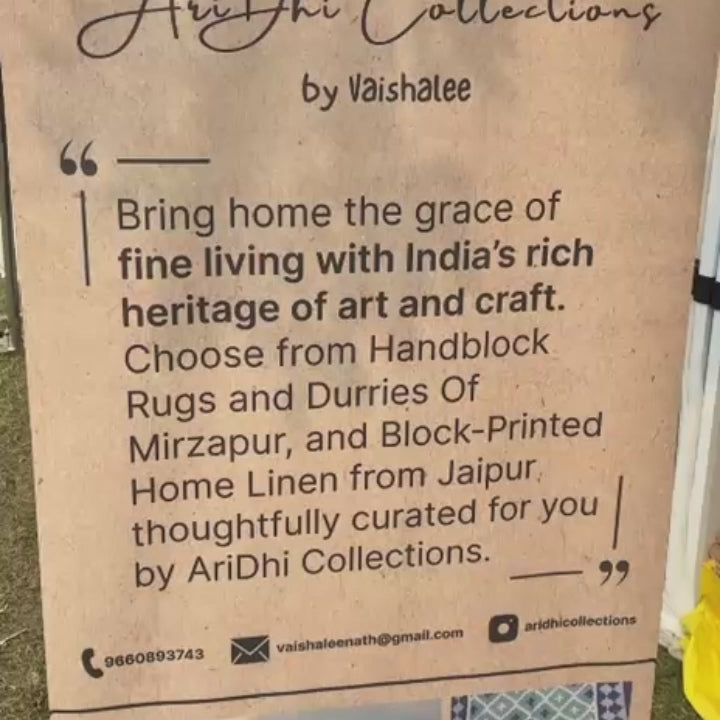 AriDhi Collections
by Vaishalee
“
Bring home the grace of
fine living with India's rich
heritage of art and craft.
Choose from Handblock
Rugs and Durries Of
Mirzapur, and Block-Printed
Home Linen from Jaipur
thoughtfully curated for you
by AriDhi Collections.
”
9660893743 vaishaleenath@gmail.com aridhicollections